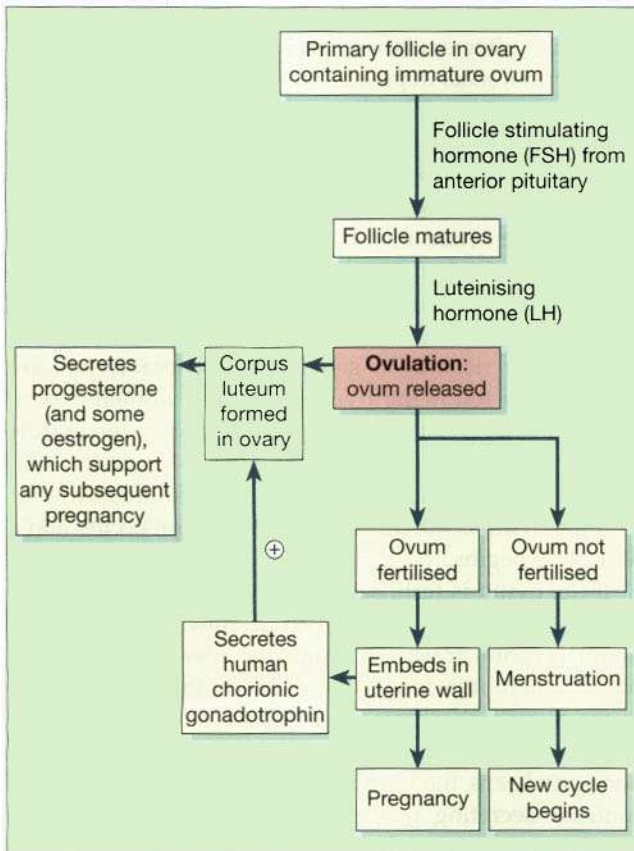 Primary follicle in ovary
containing immature ovum
Follicle stimulating
hormone (FSH) from
anterior pituitary
Follicle matures
Luteinising
hormone (LH)
Secretes
progesterone
(and some
oestrogen),
which support
any subsequent
pregnancy
Corpus
luteum
formed
in ovary
Ovulation:
ovum released
+
Ovum
fertilised
Ovum not
fertilised
Secretes
human
chorionic
gonadotrophin
Embeds in
uterine wall
Menstruation
Pregnancy
New cycle
begins